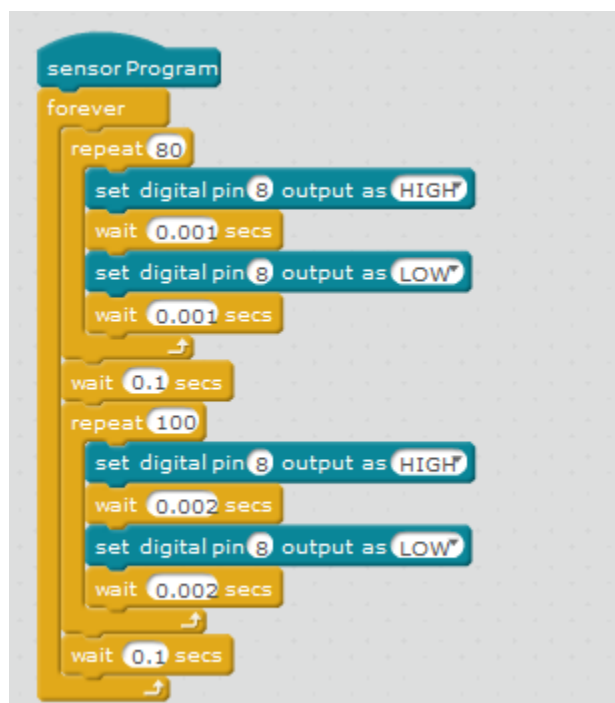 sensor Program
forever
repeat 80
set digital pin 8 output as HIGH
wait 0.001 secs
set digital pin 8 output as LOW
wait 0.001 secs
wait 0.1 secs
repeat 100
set digital pin 8 output as HIGH
wait 0.002 secs
set digital pin 8 output as LOW
wait 0.002 secs
wait 0.1 secs